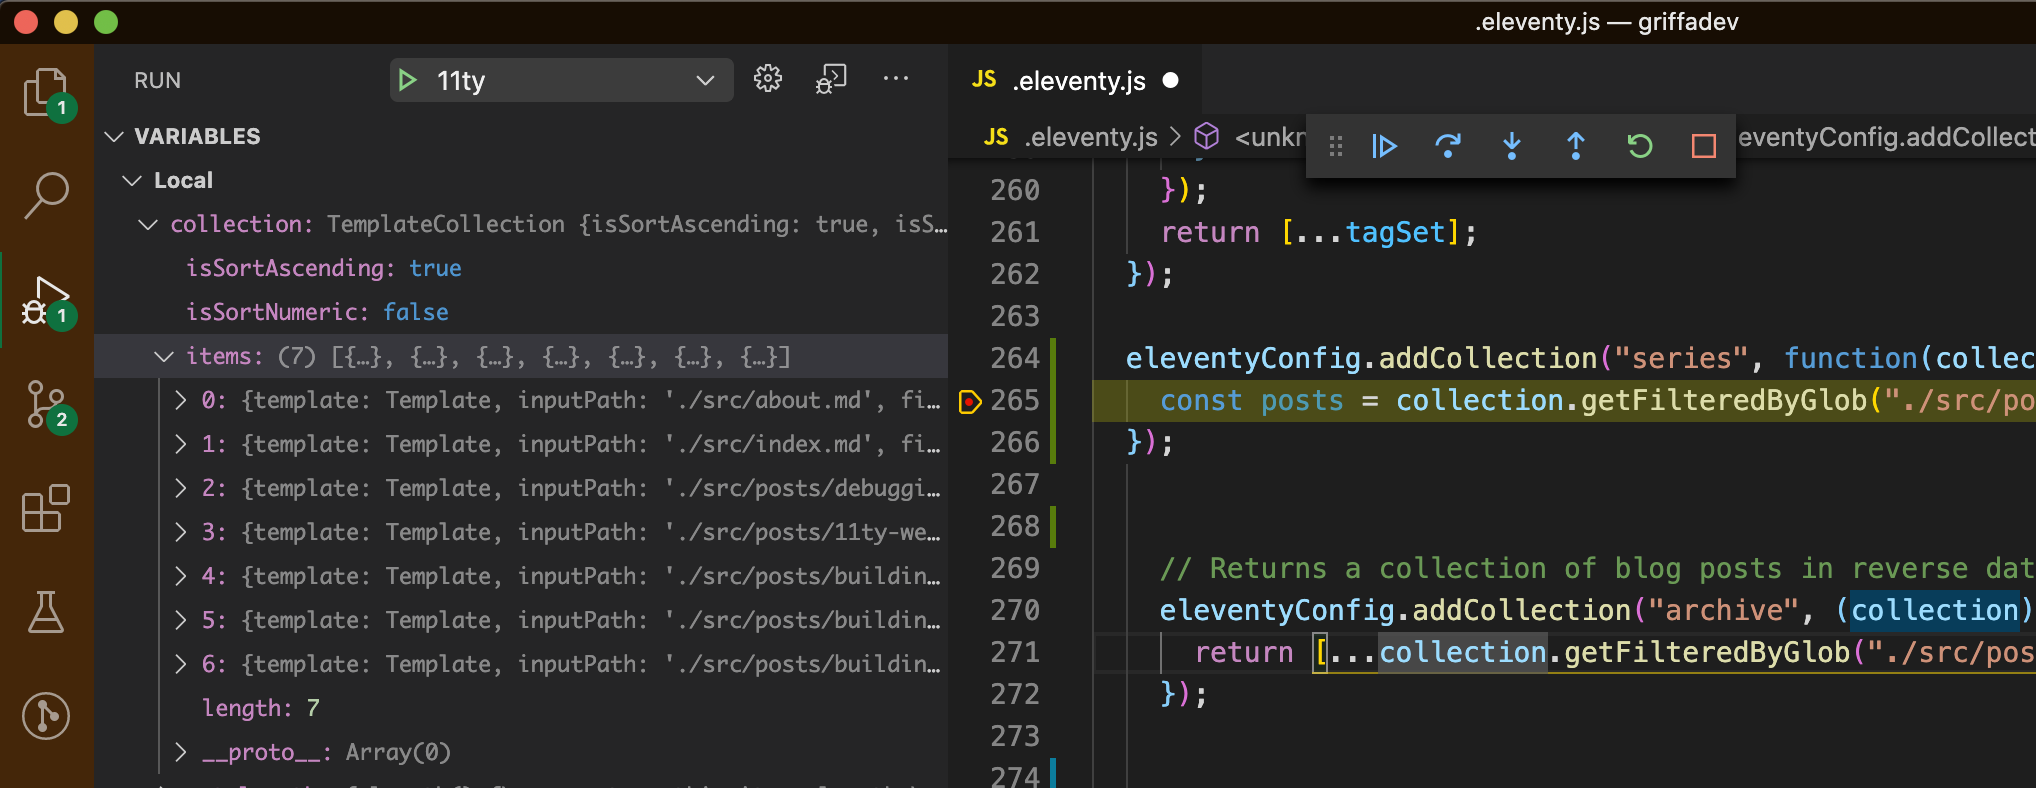 .eleventy.js — griffadev
RUN
11ty
JS .eleventy.js
1
VARIABLES
JS .eleventy.js > <unkn
eventyConfig.addCollect
Local
collection: TemplateCollection {isSortAscending: true, isS…
isSortAscending: true
1
isSortNumeric: false
items: (7) [{…}, {…}, {…}, {…}, {…}, {…}, {…}]
0: {template: Template, inputPath: './src/about.md', fi…
2
1: {template: Template, inputPath: './src/index.md', fi…
2: {template: Template, inputPath: './src/posts/debuggi…
3: {template: Template, inputPath: './src/posts/11ty-we…
4: {template: Template, inputPath: './src/posts/buildin…
5: {template: Template, inputPath: './src/posts/buildin…
6: {template: Template, inputPath: './src/posts/buildin…
length: 7
__proto__: Array(0)
260 });
261 return [...tagSet];
262 });
263
264 eleventyConfig.addCollection("series", function(collec
265 const posts = collection.getFilteredByGlob("./src/po
266 });
267
268
269 // Returns a collection of blog posts in reverse dat
270 eleventyConfig.addCollection("archive", (collection)
271 return [...collection.getFilteredByGlob("./src/pos
272 });
273
274